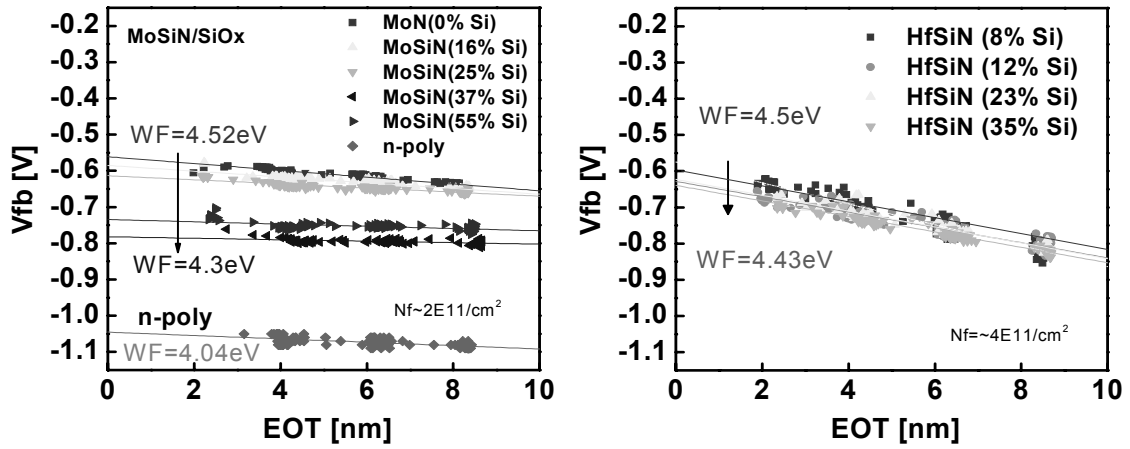 MoSiN/SiOx
MoN(0% Si)
MoSiN(16% Si)
MoSiN(25% Si)
MoSiN(37% Si)
MoSiN(55% Si)
n-poly
WF=4.52eV
WF=4.3eV
Nf~2E11/cm²
n-poly
WF=4.04eV
-0.2
-0.3
-0.4
-0.5
-0.6
-0.7
-0.8
-0.9
-1.0
-1.1
Vfb [V]
0 2 4 6 8 10
EOT [nm]
HfSiN (8% Si)
HfSiN (12% Si)
HfSiN (23% Si)
HfSiN (35% Si)
WF=4.5eV
WF=4.43eV
Nf=~4E11/cm²
-0.2
-0.3
-0.4
-0.5
-0.6
-0.7
-0.8
-0.9
-1.0
-1.1
Vfb [V]
0 2 4 6 8 10
EOT [nm]